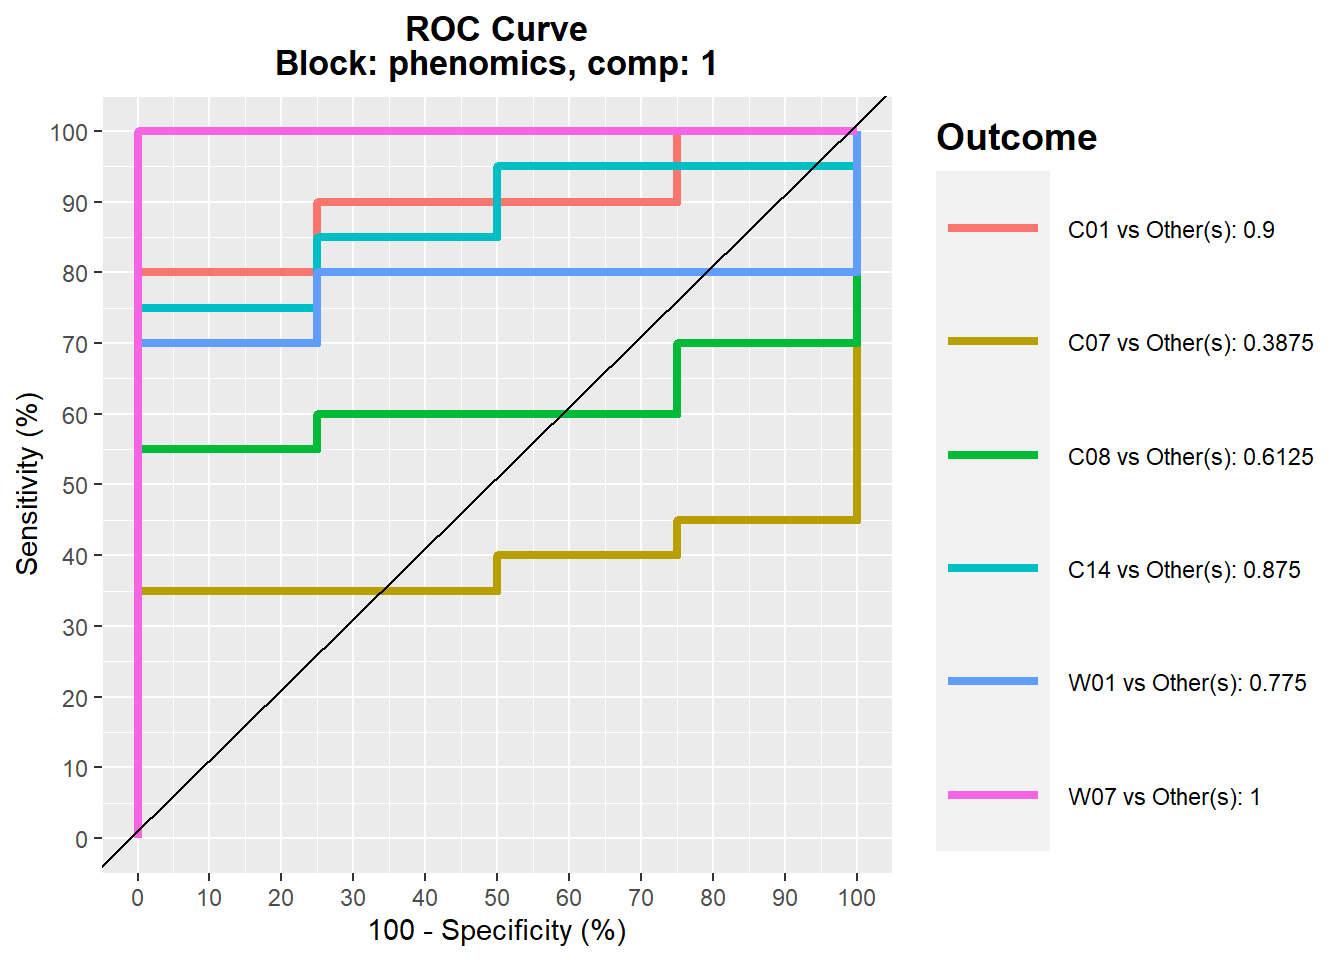 ROC Curve
Block: phenomics, comp: 1
Sensitivity (%)
100
90
80
70
60
50
40
30
20
10
0
0 10 20 30 40 50 60 70 80 90 100
100 - Specificity (%)
Outcome
C01 vs Other(s): 0.9
C07 vs Other(s): 0.3875
C08 vs Other(s): 0.6125
C14 vs Other(s): 0.875
W01 vs Other(s): 0.775
W07 vs Other(s): 1